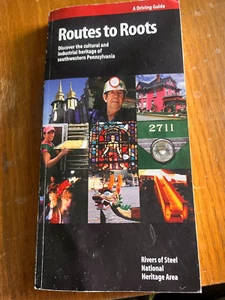 A Driving Guide
Routes to Roots
Discover the cultural and
industrial heritage of
southwestern Pennsylvania
2711
Rivers of Steel
National
Heritage Area